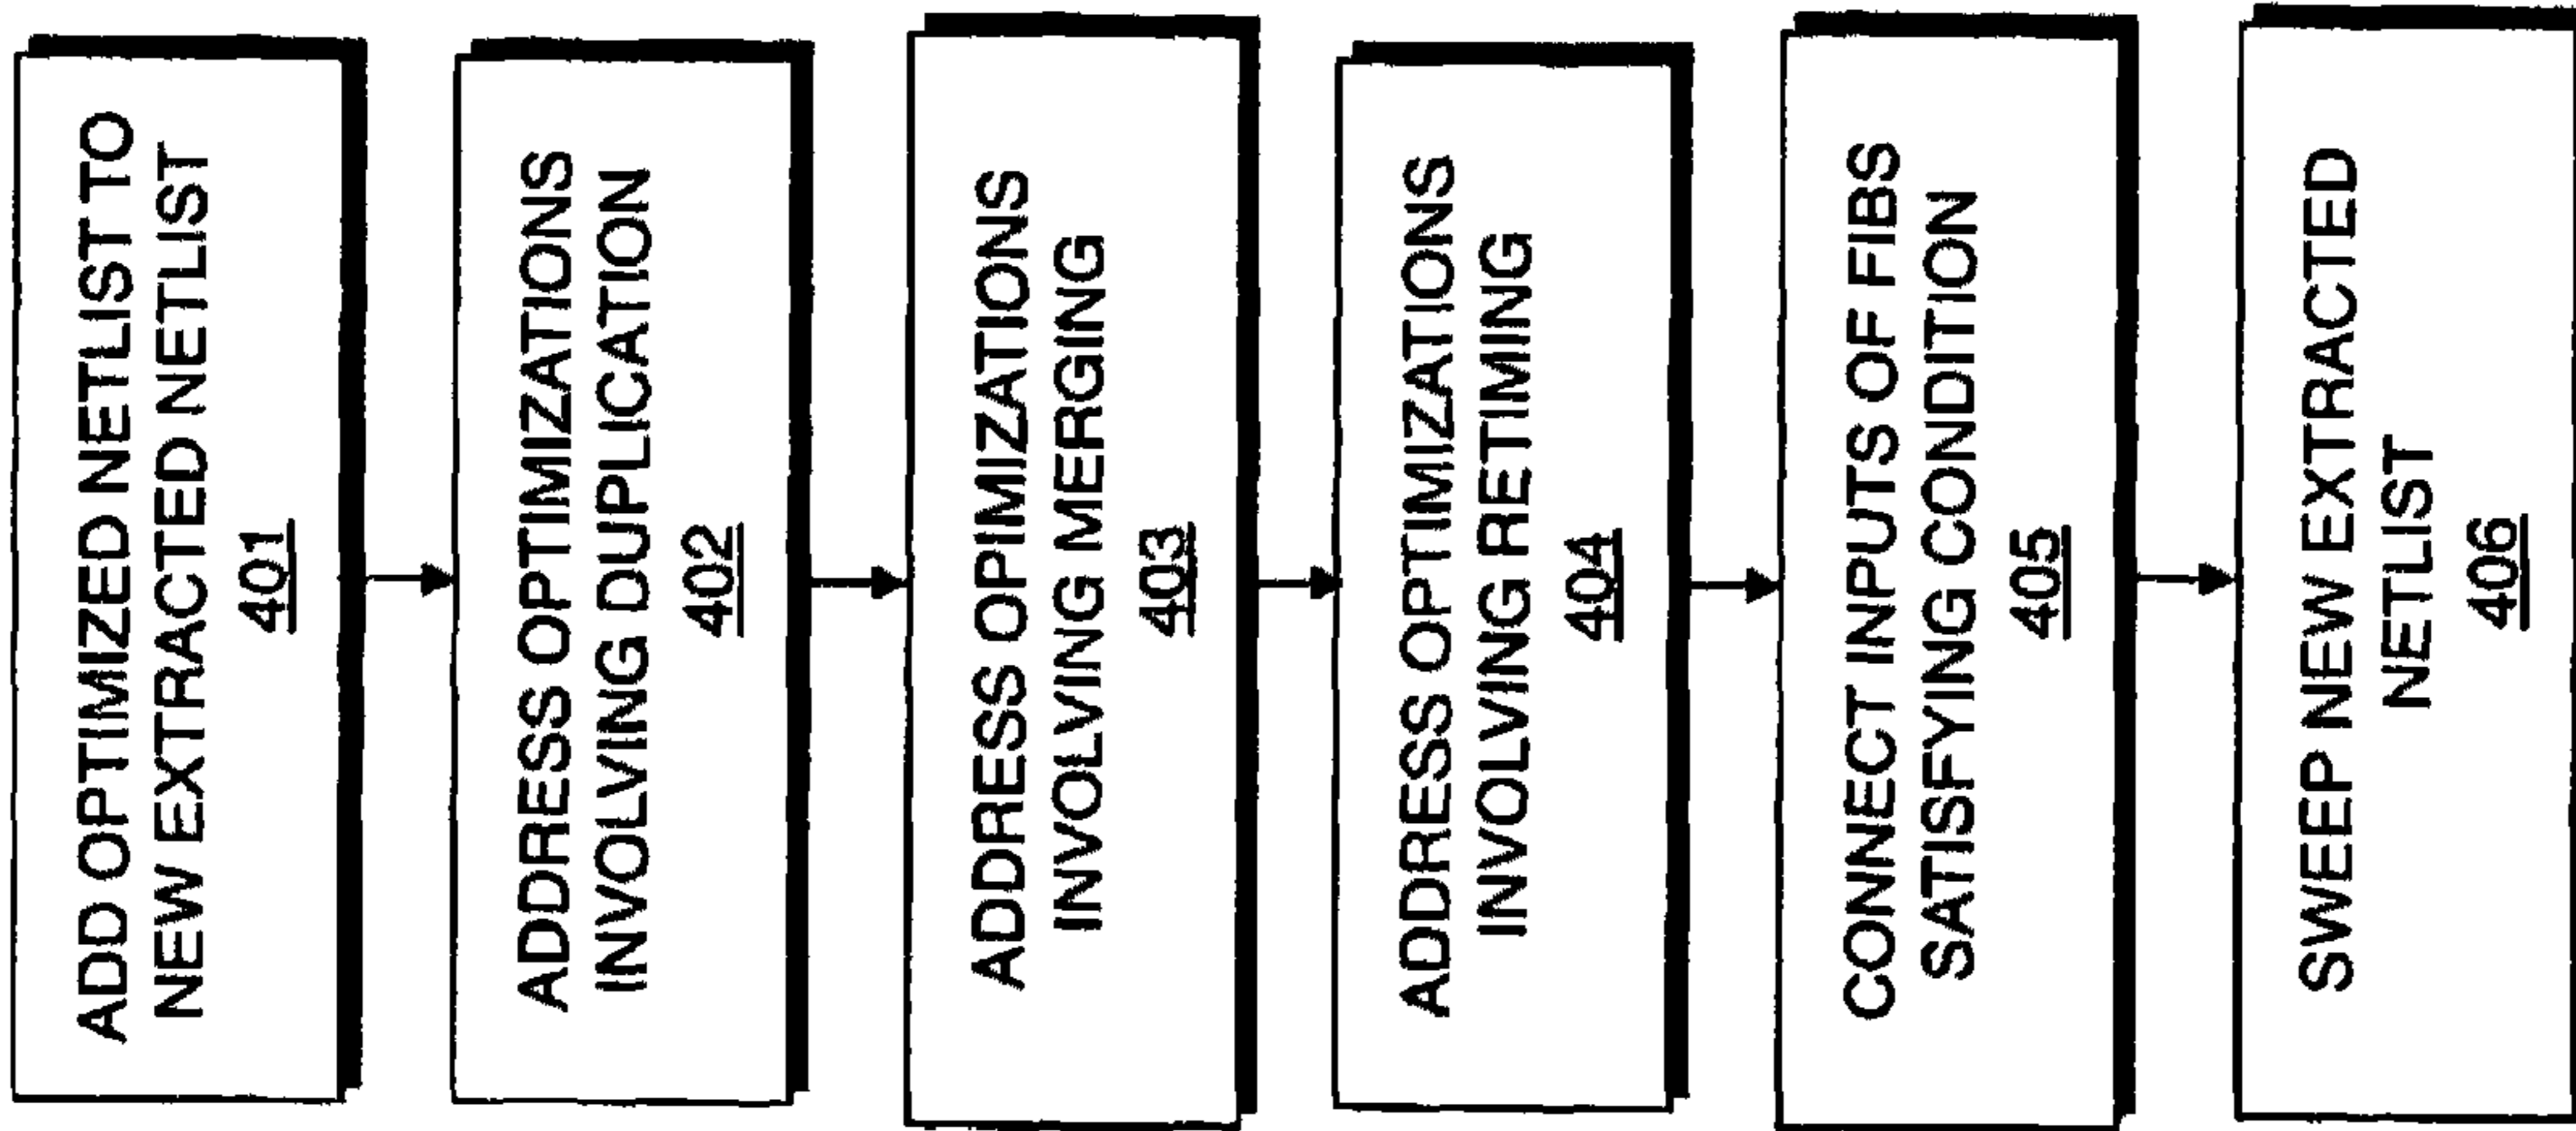 ADD OPTIMIZED NETLIST TO
NEW EXTRACTED NETLIST
401
ADDRESS OPTIMIZATIONS
INVOLVING DUPLICATION
402
ADDRESS OPIMIZATIONS
INVOLVING MERGING
403
ADDRESS OPTIMIZATIONS
INVOLVING RETIMING
404
CONNECT INPUTS OF FIBS
SATISFYING CONDITION
405
SWEEP NEW EXTRACTED
NETLIST
406